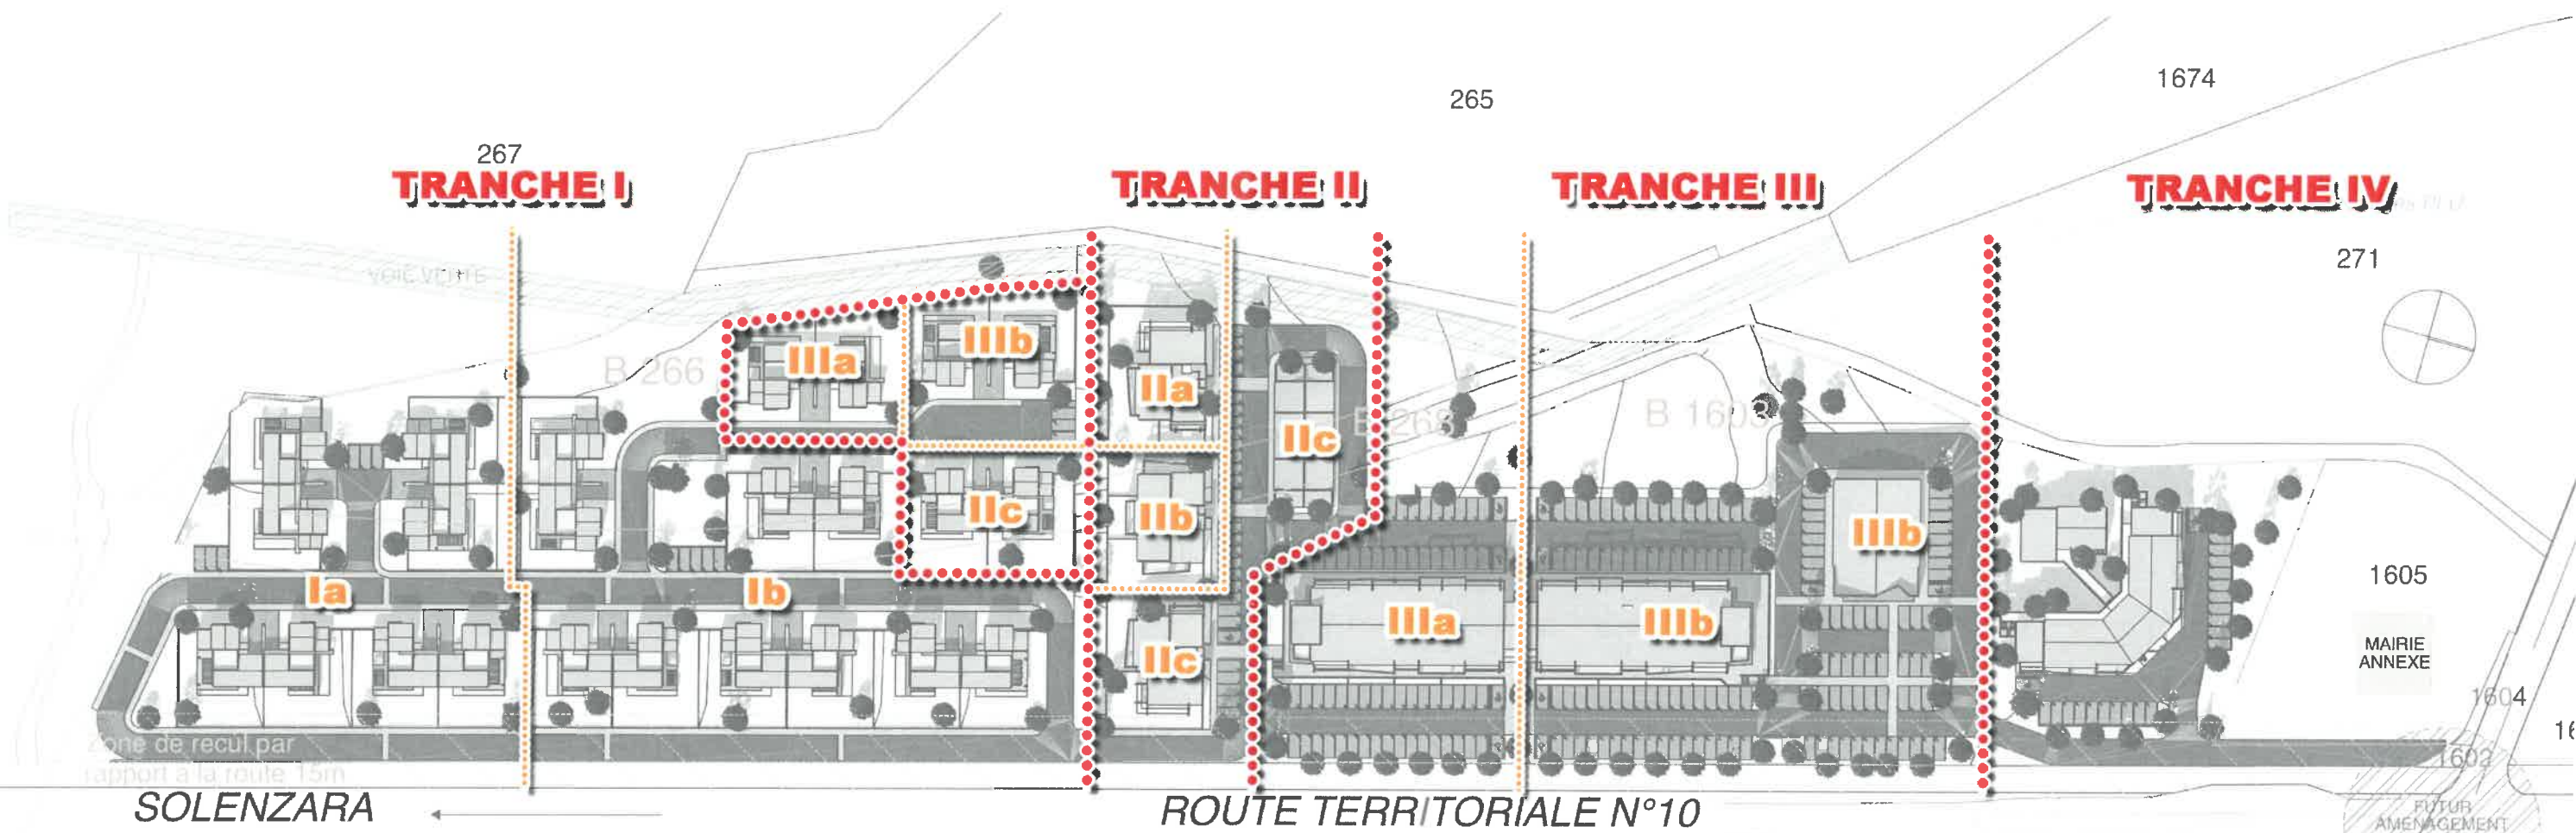 1674
265
267
TRANCHE I
TRANCHE II
TRANCHE III
TRANCHE IV
271
VOIE VERTE
B 266
IIIa
IIIb
IIa
IIc
B 268
B 1603
IIc
IIb
IIIb
Ia
Ib
IIIa
IIIb
1605
IIc
MAIRIE
ANNEXE
1604
zone de recul par
rapport à la route 15m
1602
SOLENZARA
ROUTE TERRITORIALE N°10
FUTUR
AMENAGEMENT